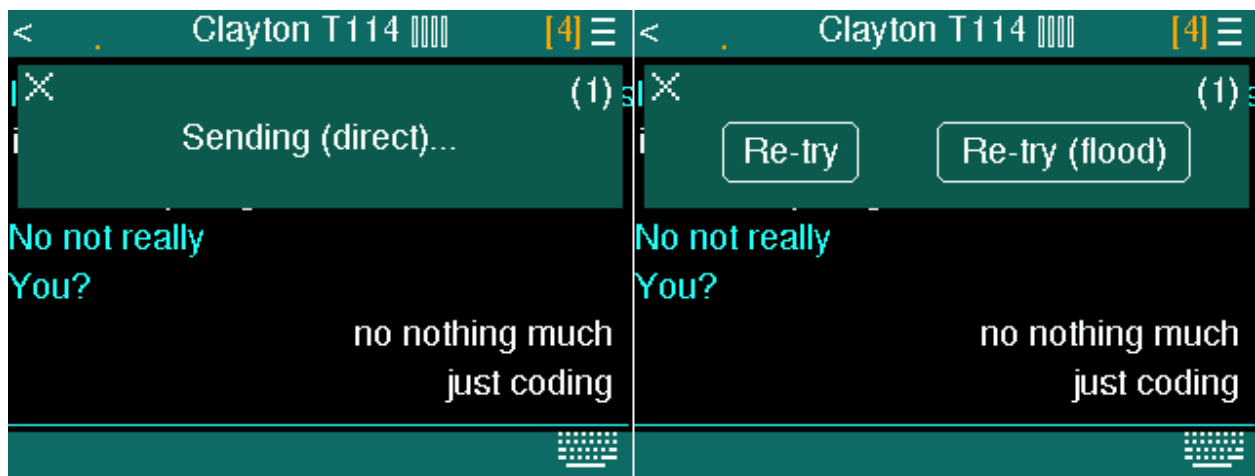 < . Clayton T114 [4]
(1)
Sending (direct)...
No not really
You?
no nothing much
just coding
< . Clayton T114 [4]
(1)
Re-try Re-try (flood)
No not really
You?
no nothing much
just coding